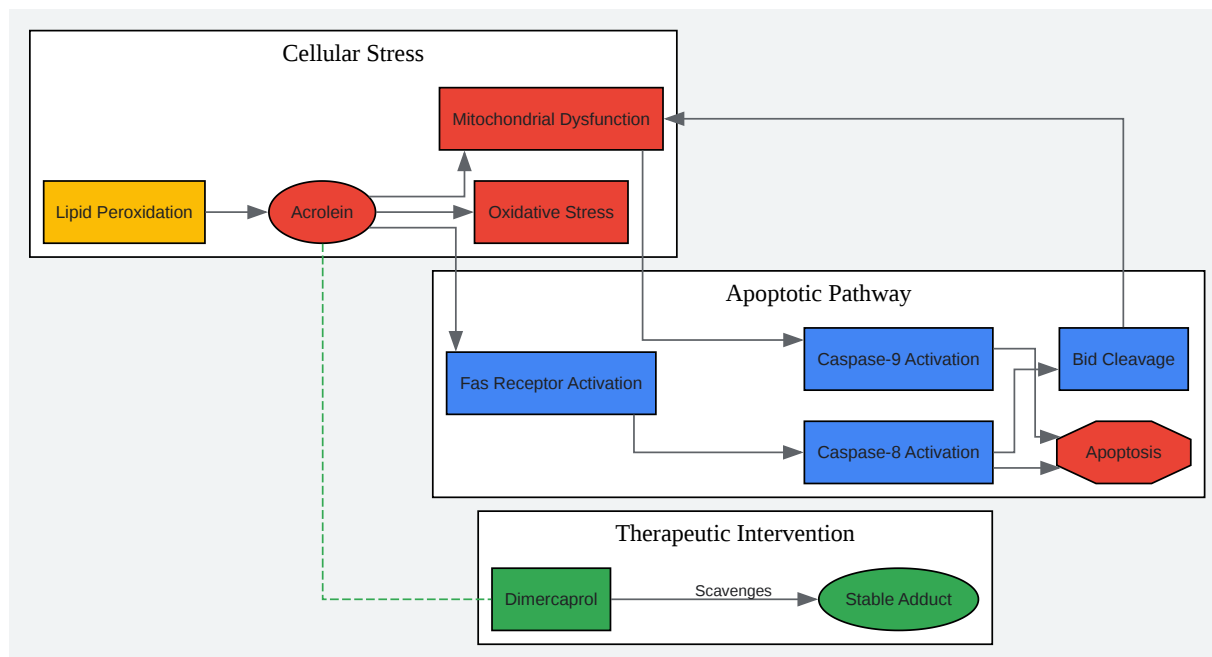 Cellular Stress
Mitochondrial Dysfunction
Lipid Peroxidation
Acrolein
Oxidative Stress
Apoptotic Pathway
Fas Receptor Activation
Caspase-9 Activation
Bid Cleavage
Caspase-8 Activation
Apoptosis
Therapeutic Intervention
Dimercaprol
Scavenges
Stable Adduct